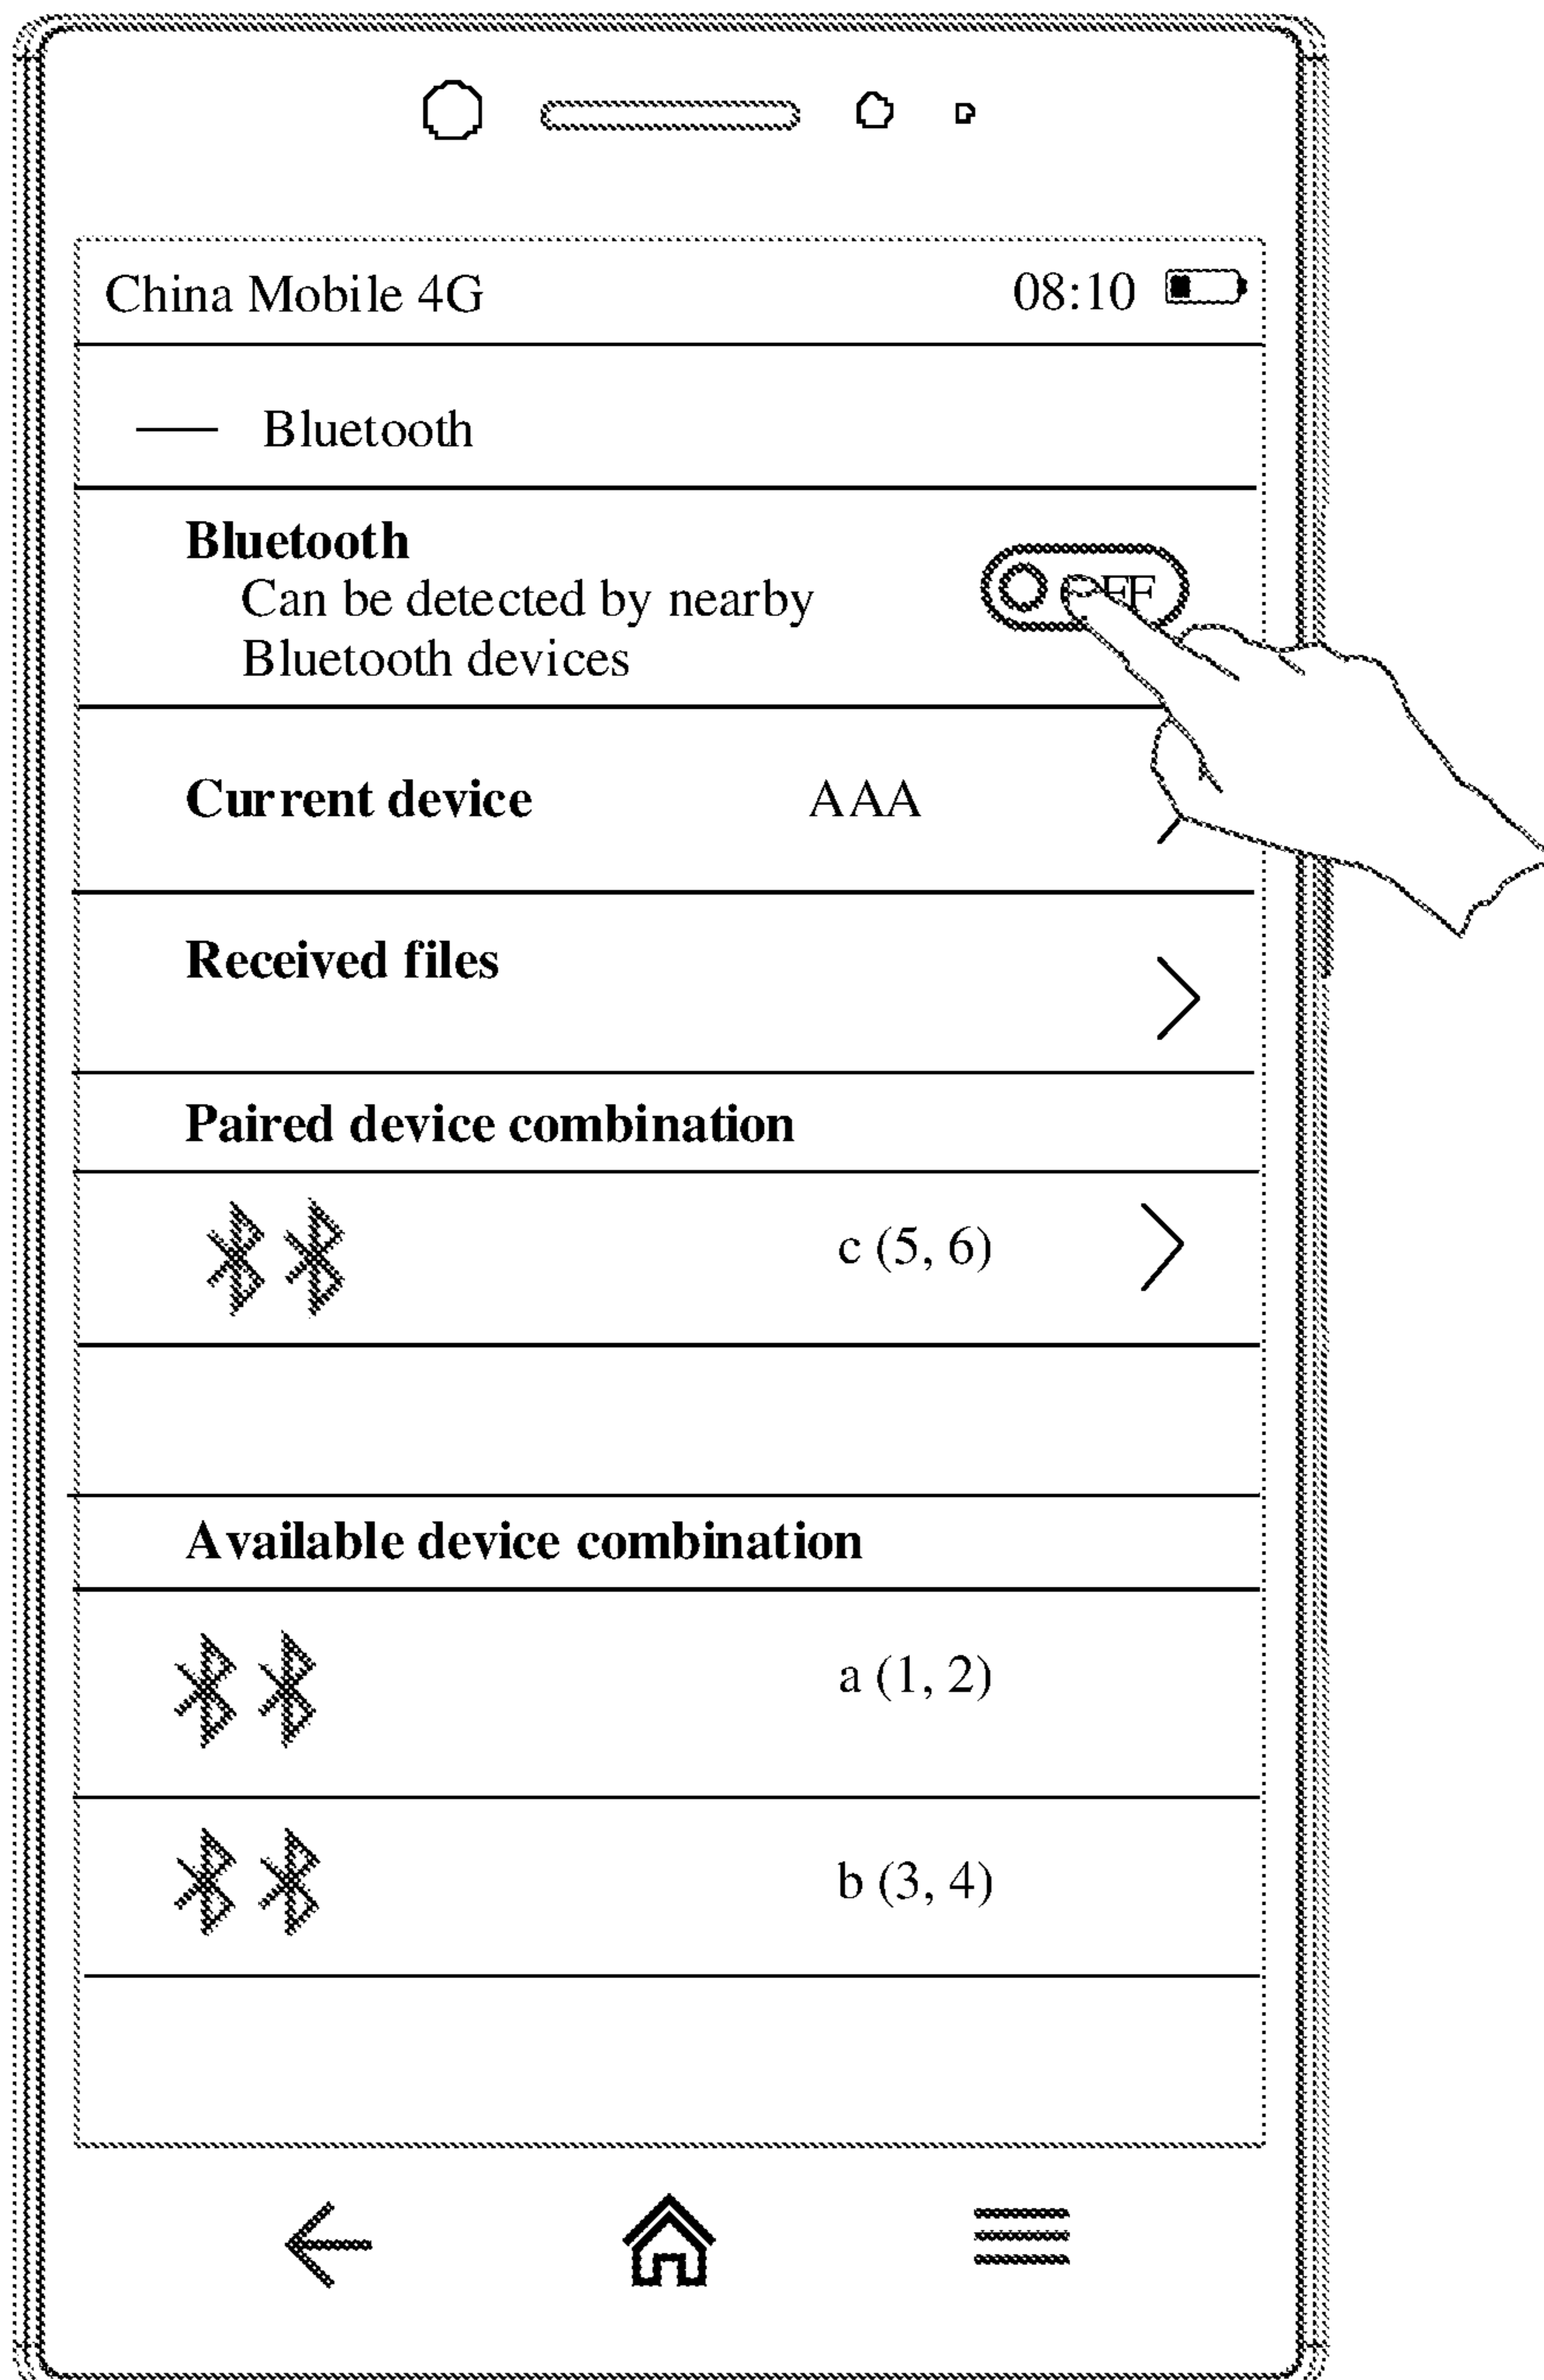 China Mobile 4G 08:10
Bluetooth
Bluetooth
Can be detected by nearby
Bluetooth devices
Current device AAA
Received files
Paired device combination
c (5, 6)
Available device combination
a (1, 2)
b (3, 4)